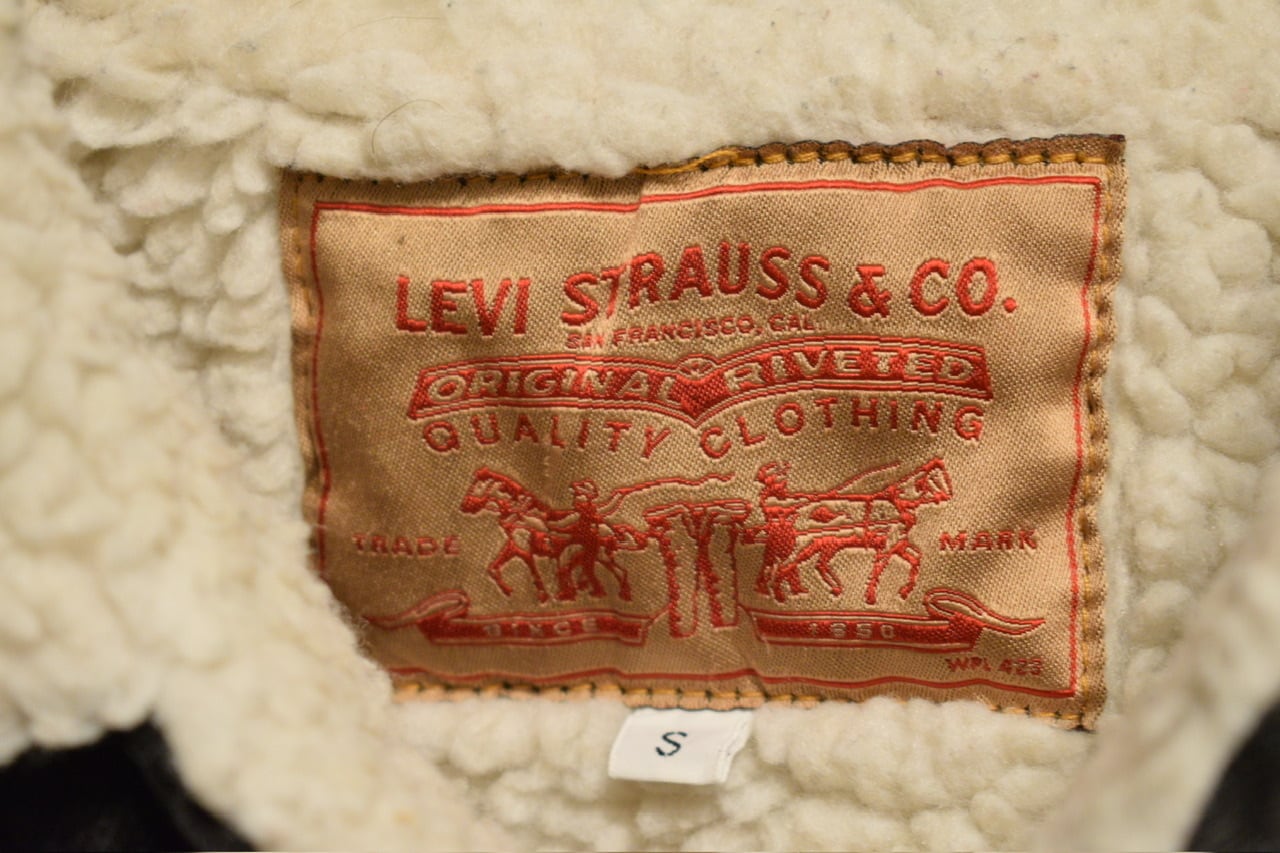 LEVI STRAUSS & CO.
SAN FRANCISCO, CAL
ORIGINAL RIVETED
QUALITY CLOTHING
TRADE MARK
SINCE 1850
WPL 423
S